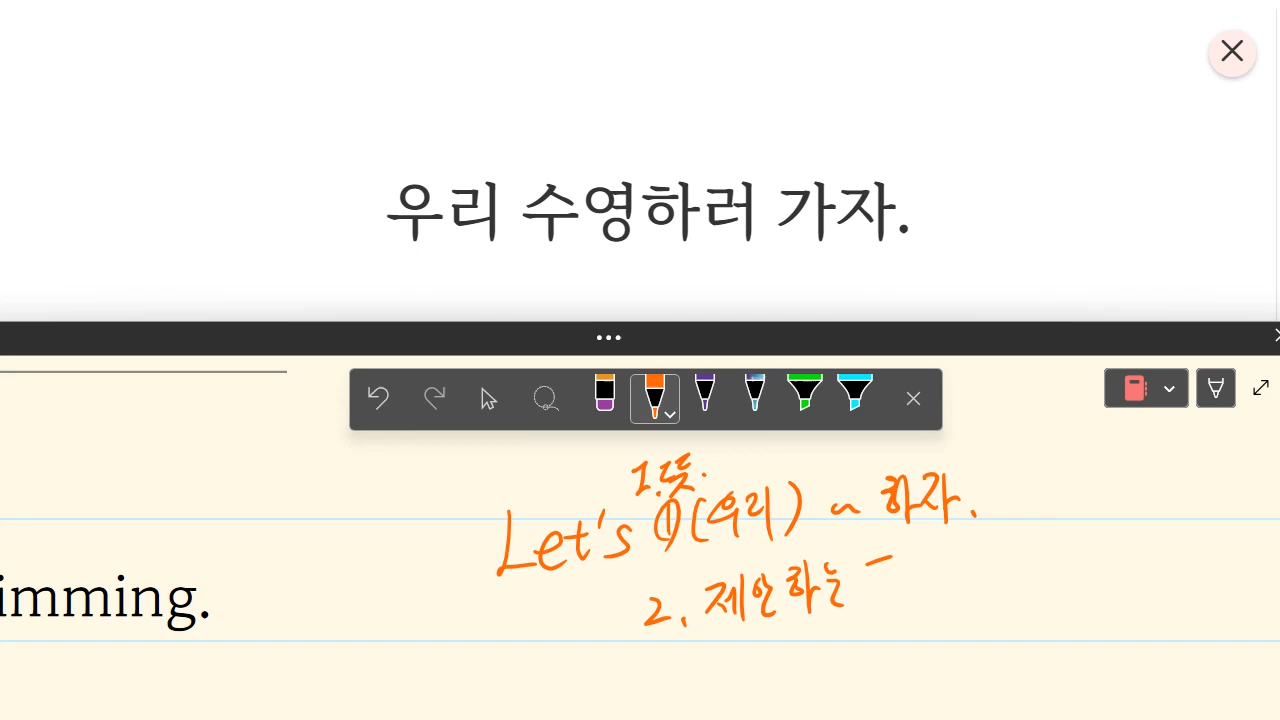 우리 수영하러 가자.
1. 뜻.
Let's ①(우리) ~ 하자.
imming.
2. 제안하는